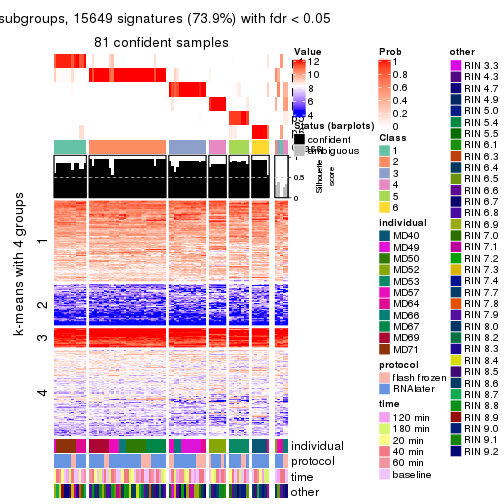 subgroups, 15649 signatures (73.9%) with fdr < 0.05
81 confident samples
k-means with 4 groups
1
2
3
4
individual
protocol
time
other
1
0.5
0
Silhouette
score
Value
12
10
8
6
4
Status (barplots)
confident
ambiguous
Prob
1
0.8
0.6
0.4
0.2
0
Class
1
2
3
4
5
6
individual
MD40
MD49
MD50
MD52
MD53
MD57
MD64
MD66
MD67
MD69
MD71
protocol
flash frozen
RNAlater
time
120 min
180 min
20 min
40 min
60 min
baseline
other
RIN 3.3
RIN 4.3
RIN 4.7
RIN 4.9
RIN 5.0
RIN 5.4
RIN 5.5
RIN 6.1
RIN 6.3
RIN 6.4
RIN 6.5
RIN 6.6
RIN 6.7
RIN 6.8
RIN 6.9
RIN 7.0
RIN 7.1
RIN 7.2
RIN 7.3
RIN 7.4
RIN 7.7
RIN 7.8
RIN 7.9
RIN 8.0
RIN 8.2
RIN 8.3
RIN 8.4
RIN 8.5
RIN 8.6
RIN 8.7
RIN 8.8
RIN 8.9
RIN 9.0
RIN 9.1
RIN 9.2